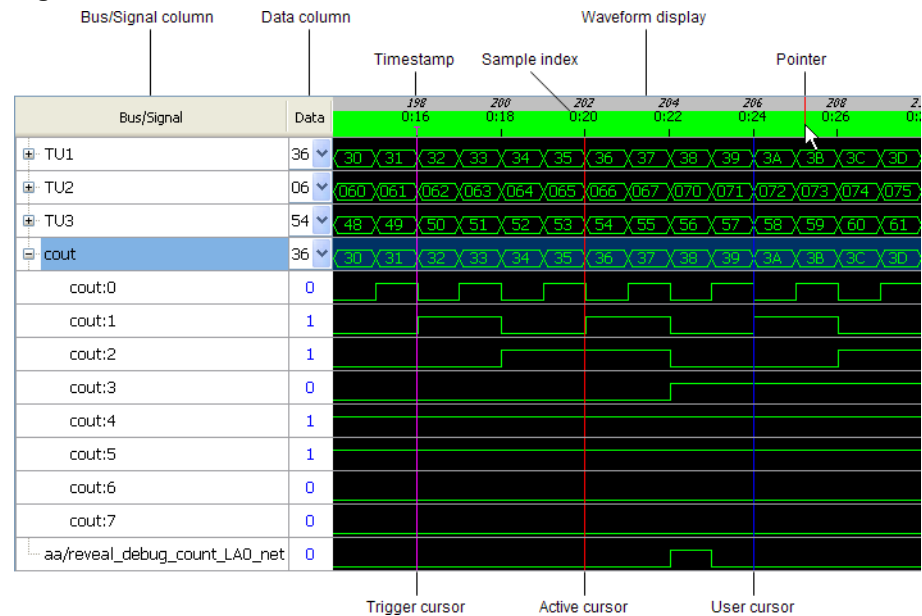 Bus/Signal column Data column Waveform display
Timestamp Sample index Pointer
198 200 202 204 206 208
Bus/Signal Data 0:16 0:18 0:20 0:22 0:24 0:26
TU1 36 30 31 32 33 34 35 36 37 38 39 3A 3B 3C 3D
TU2 06 060 061 062 063 064 065 066 067 070 071 072 073 074 075
TU3 54 48 49 50 51 52 53 54 55 56 57 58 59 60 61
cout 36 30 31 32 33 34 35 36 37 38 39 3A 3B 3C 3D
cout:0 0
cout:1 1
cout:2 1
cout:3 0
cout:4 1
cout:5 1
cout:6 0
cout:7 0
aa/reveal_debug_count_LA0_net 0
Trigger cursor Active cursor User cursor